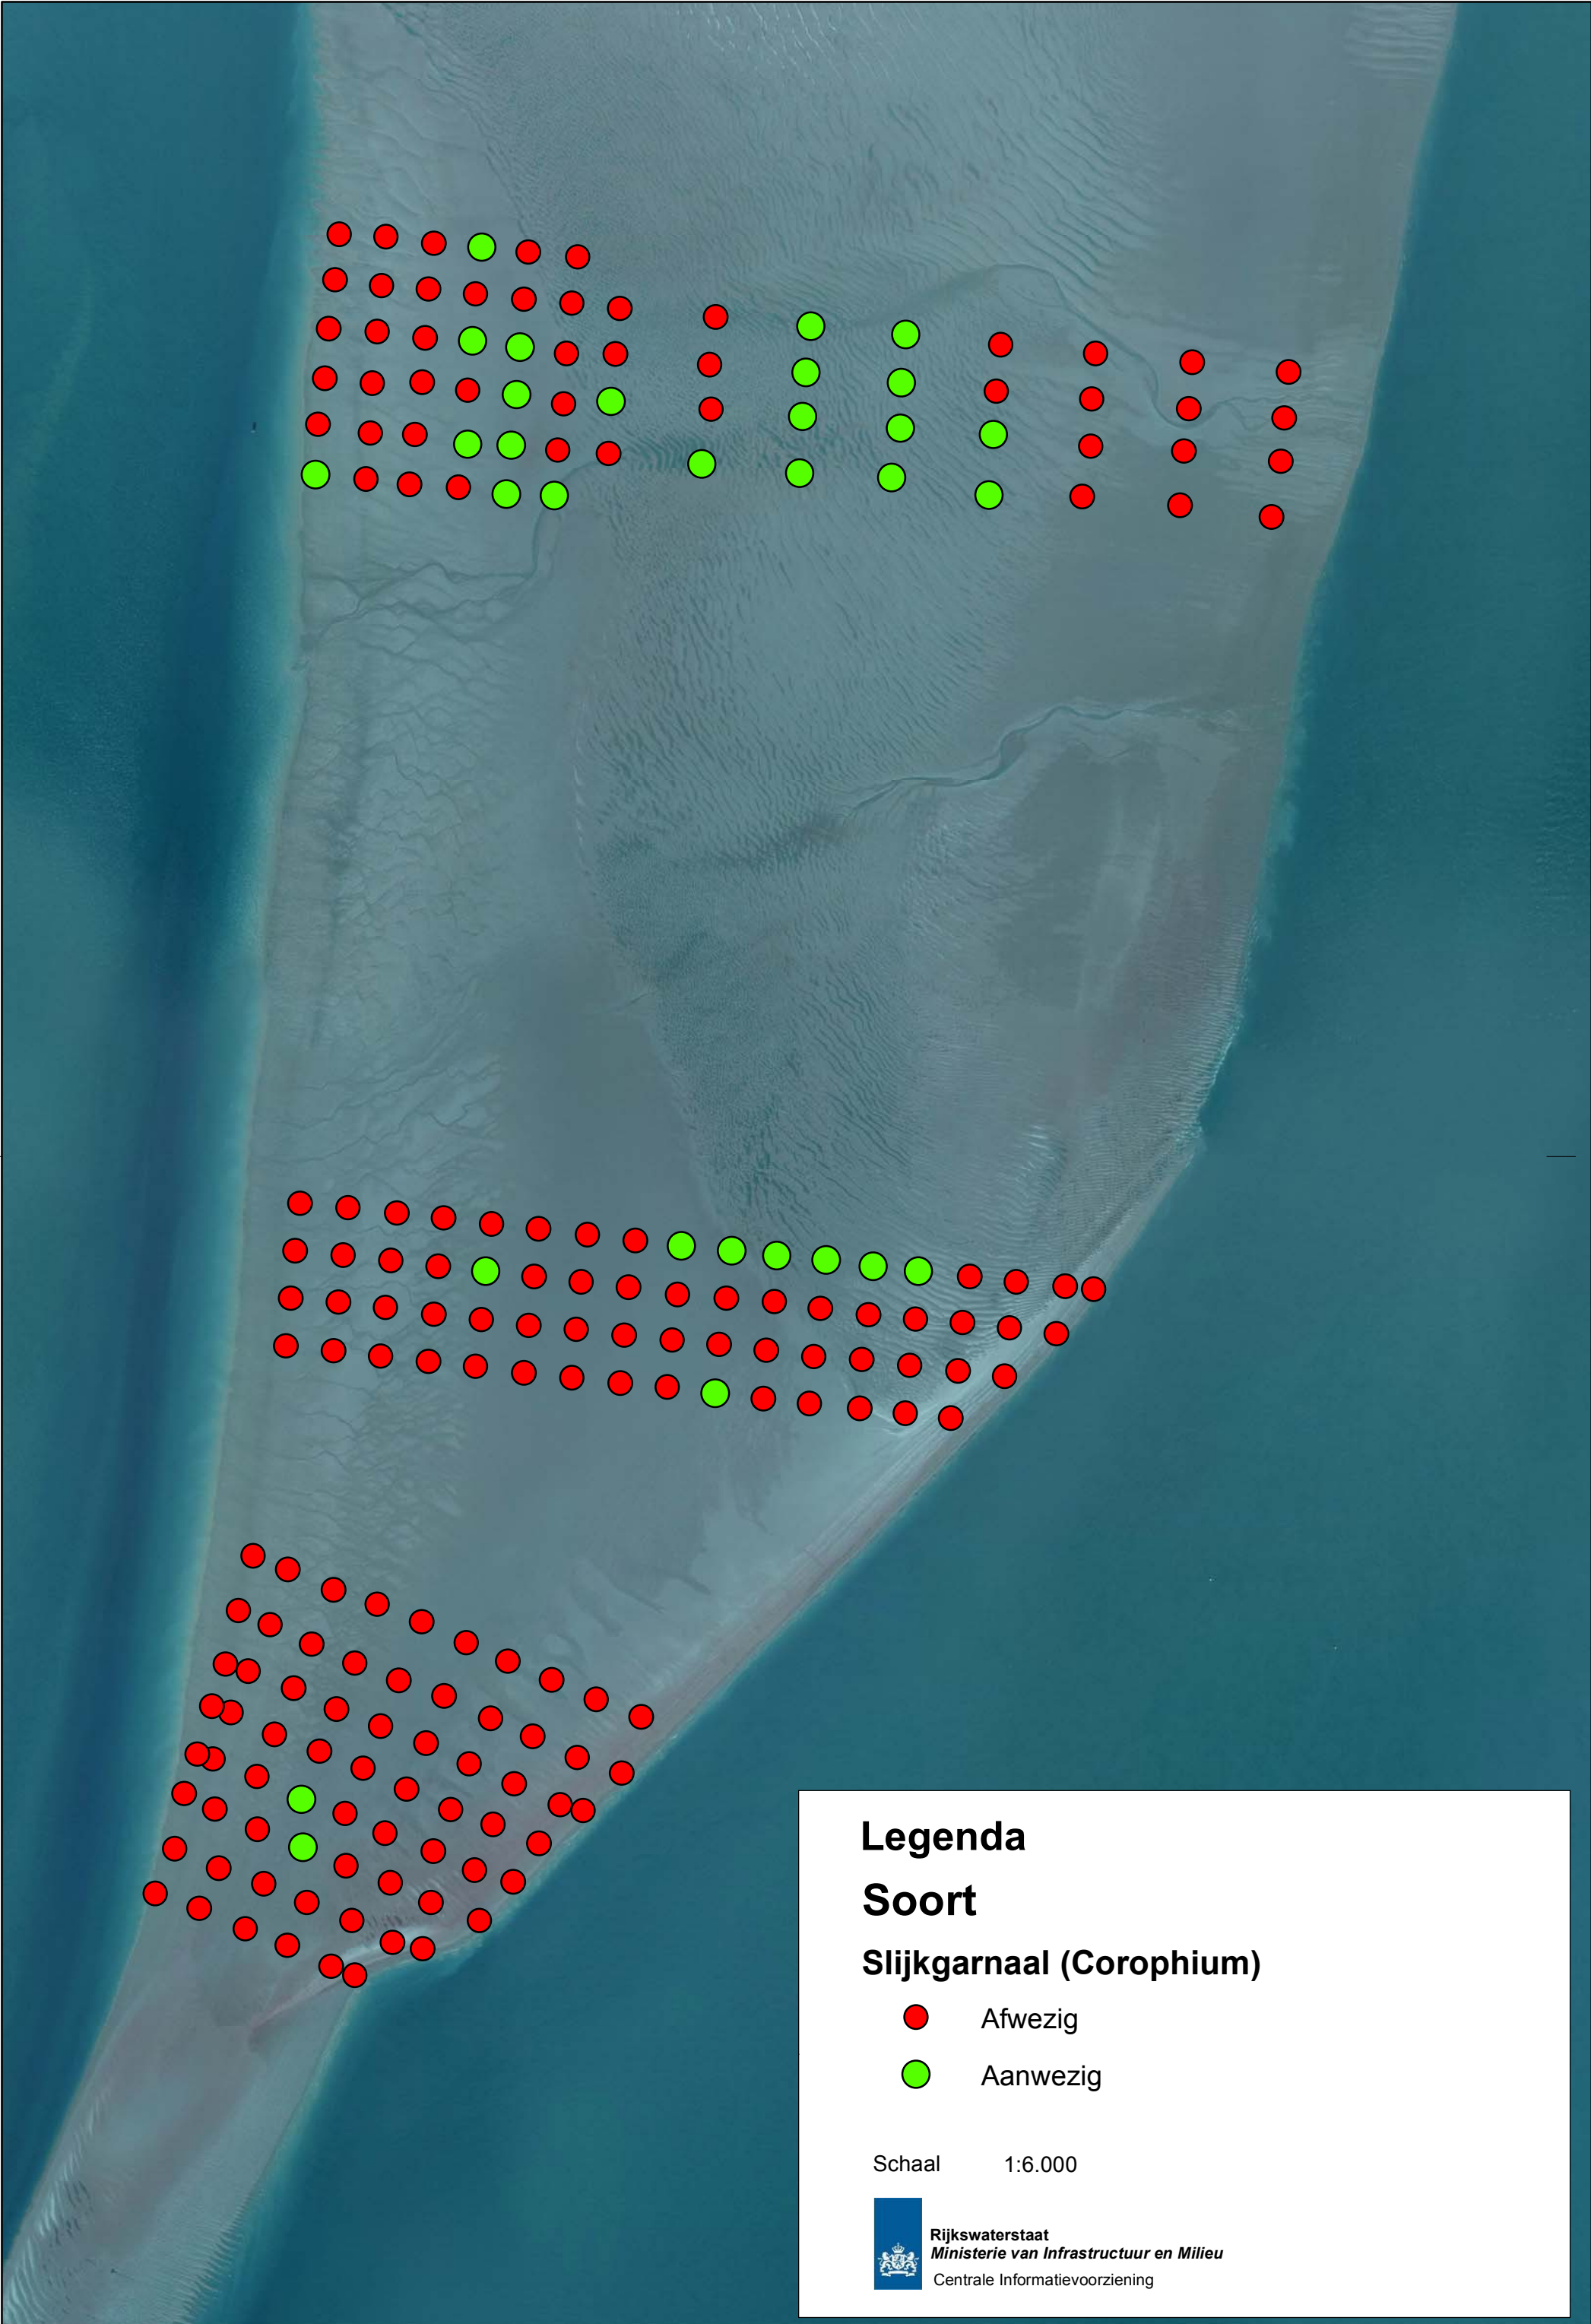 Legenda
Soort
Slijkgarnaal (Corophium)
Afwezig
Aanwezig
Schaal 1:6.000
Rijkswaterstaat
Ministerie van Infrastructuur en Milieu
Centrale Informatievoorziening